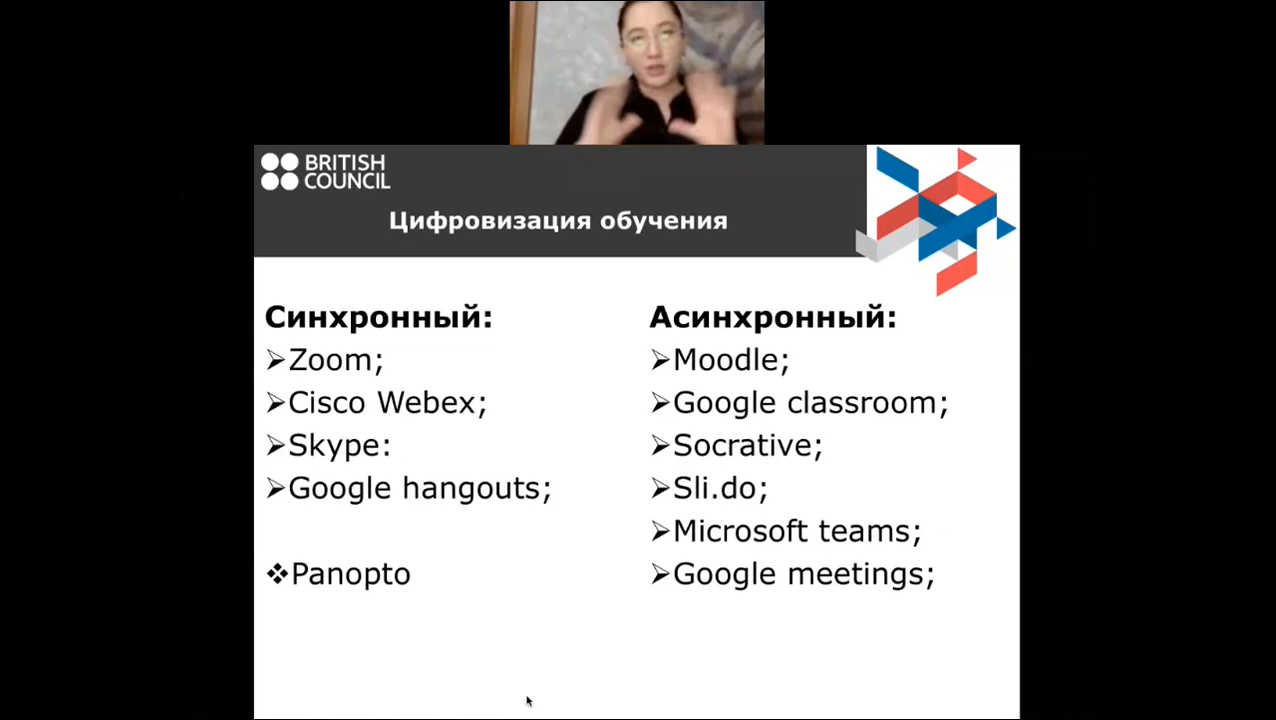 BRITISH
COUNCIL
Цифровизация обучения
Синхронный:
Zoom;
Cisco Webex;
Skype:
Google hangouts;
Panopto
Асинхронный:
Moodle;
Google classroom;
Socrative;
Sli.do;
Microsoft teams;
Google meetings;